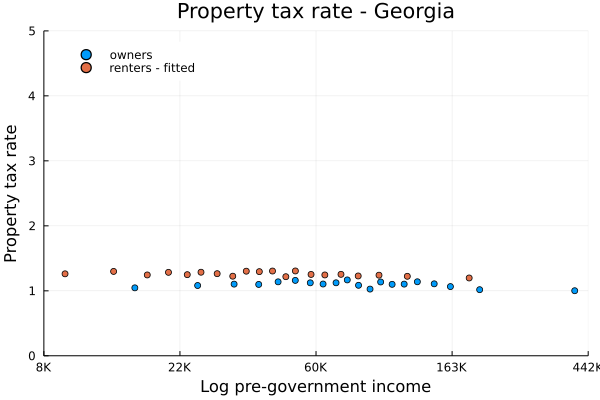 Property tax rate - Georgia
5
owners
renters - fitted
4
3
2
1
0
Property tax rate
8K 22K 60K 163K 442K
Log pre-government income